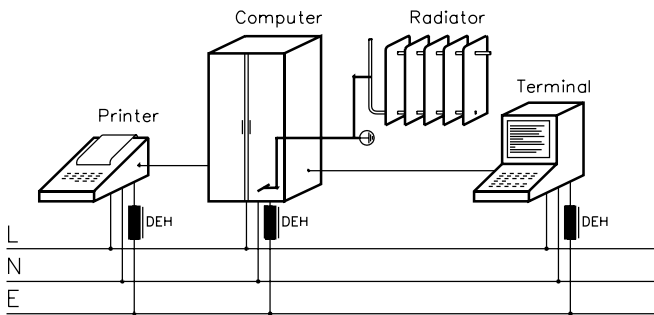 Computer
Radiator
Terminal
Printer
DEH
DEH
DEH
L
N
E